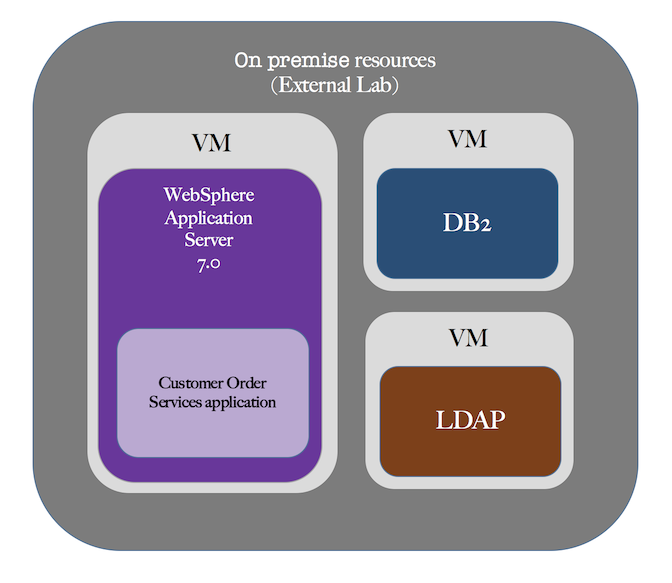 On premise resources
(External Lab)
VM
WebSphere
Application
Server
7.0
Customer Order
Services application
VM
DB2
VM
LDAP